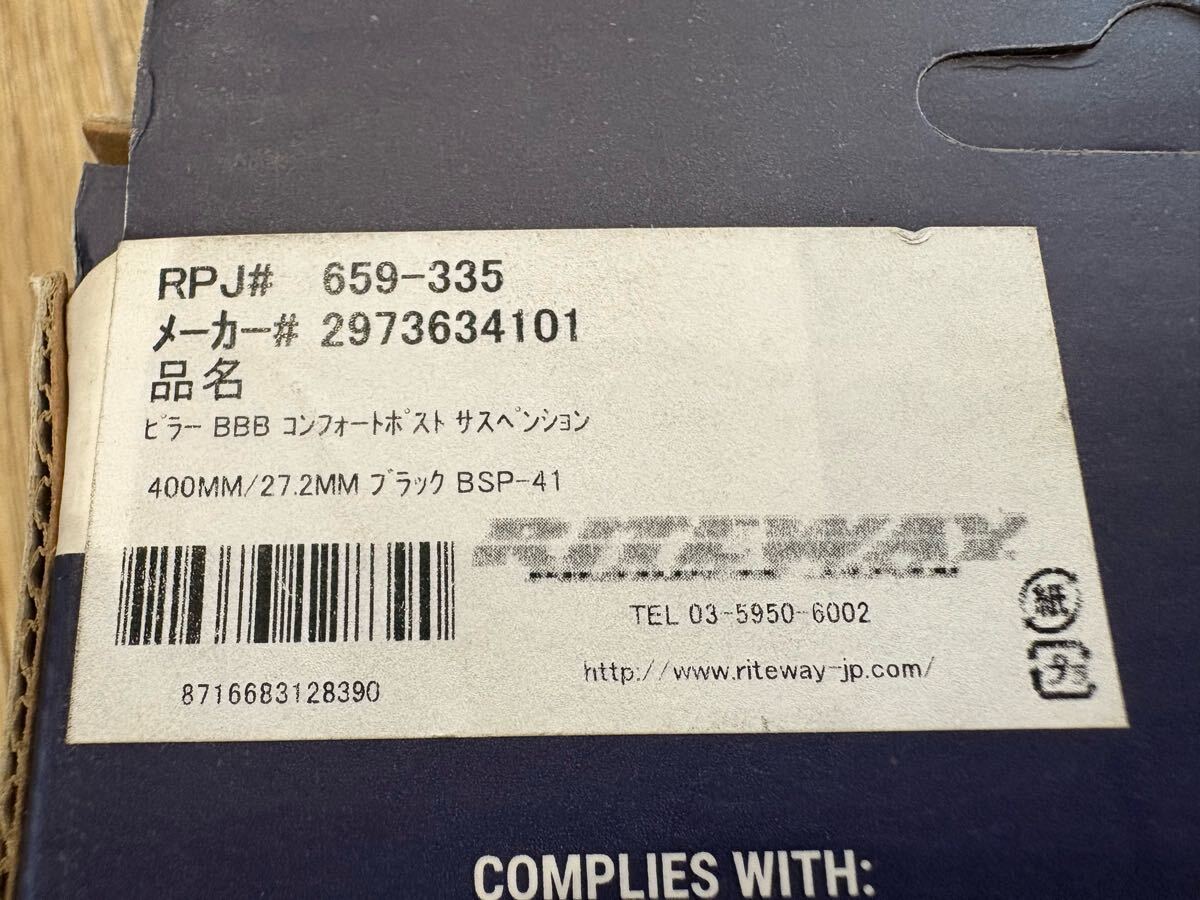 RPJ# 659-335
メーカー# 2973634101
品名
ﾋﾟﾗｰ BBB ｺﾝﾌｫｰﾄﾎﾟｽﾄ ｻｽﾍﾟﾝｼｮﾝ
400MM/27.2MM ﾌﾞﾗｯｸ BSP-41
RITEWAY
TEL 03-5950-6002
http://www.riteway-jp.com/
8716683128390
紙
プラ
COMPLIES WITH: